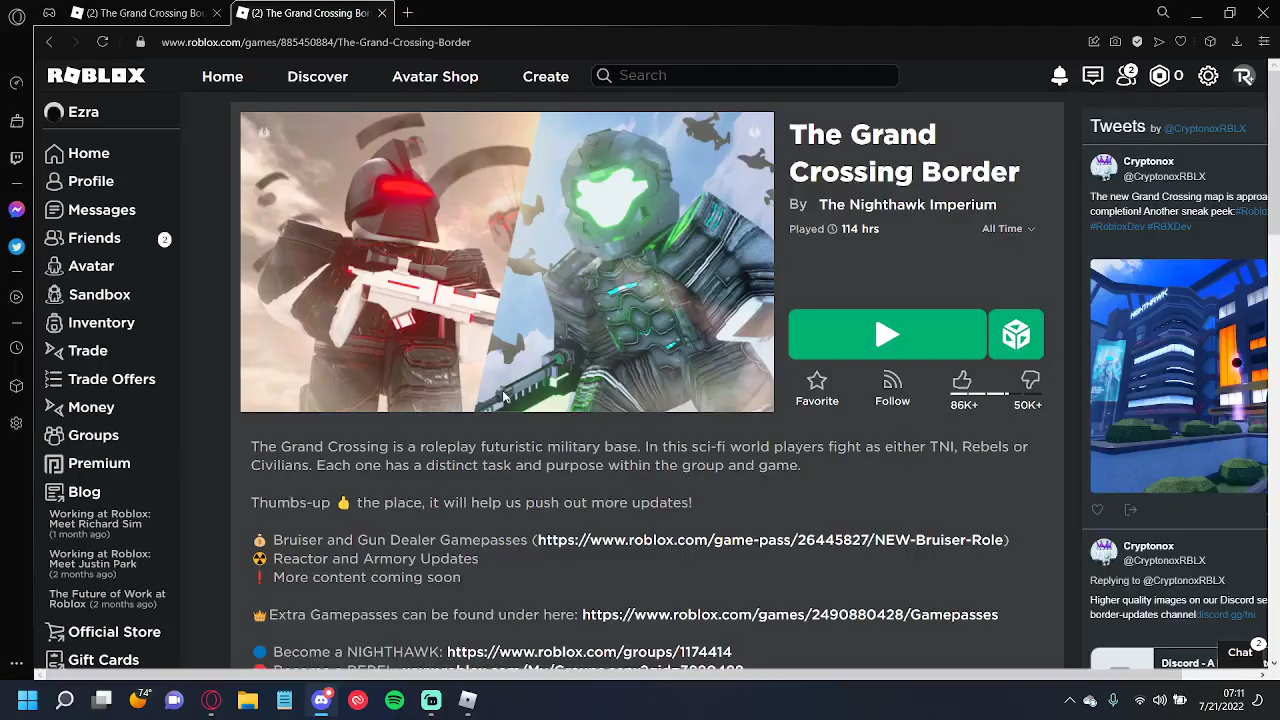 (2) The Grand Crossing Bo
(2) The Grand Crossing Bor
www.roblox.com/games/885450884/The-Grand-Crossing-Border
ROBLOX
Home
Discover
Avatar Shop
Create
Search
2
0
Ezra
Home
Profile
Messages
Friends
2
Avatar
Sandbox
Inventory
Trade
Trade Offers
Money
Groups
Premium
Blog
Working at Roblox:
Meet Richard Sim
(1 month ago)
Working at Roblox:
Meet Justin Park
(2 months ago)
The Future of Work at
Roblox (2 months ago)
Official Store
Gift Cards
The Grand
Crossing Border
By The Nighthawk Imperium
Played 114 hrs
All Time
Favorite
Follow
86K+
50K+
The Grand Crossing is a roleplay futuristic military base. In this sci-fi world players fight as either TNI, Rebels or
Civilians. Each one has a distinct task and purpose within the group and game.
Thumbs-up 👍 the place, it will help us push out more updates!
💰 Bruiser and Gun Dealer Gamepasses (https://www.roblox.com/game-pass/26445827/NEW-Bruiser-Role)
☢ Reactor and Armory Updates
❗ More content coming soon
👑Extra Gamepasses can be found under here: https://www.roblox.com/games/2490880428/Gamepasses
🔵 Become a NIGHTHAWK: https://www.roblox.com/groups/1174414
Tweets by @CryptonoxRBLX
Cryptonox
@CryptonoxRBLX
The new Grand Crossing map is approa
completion! Another sneak peek: #Roblo
#RobloxDev #RBXDev
NIGHTHAWK
Cryptonox
@CryptonoxRBLX
Replying to @CryptonoxRBLX
Higher quality images on our Discord se
border-updates channel discord.gg/tni
Discord - A
Chat
2
74°
07:11
7/21/2022